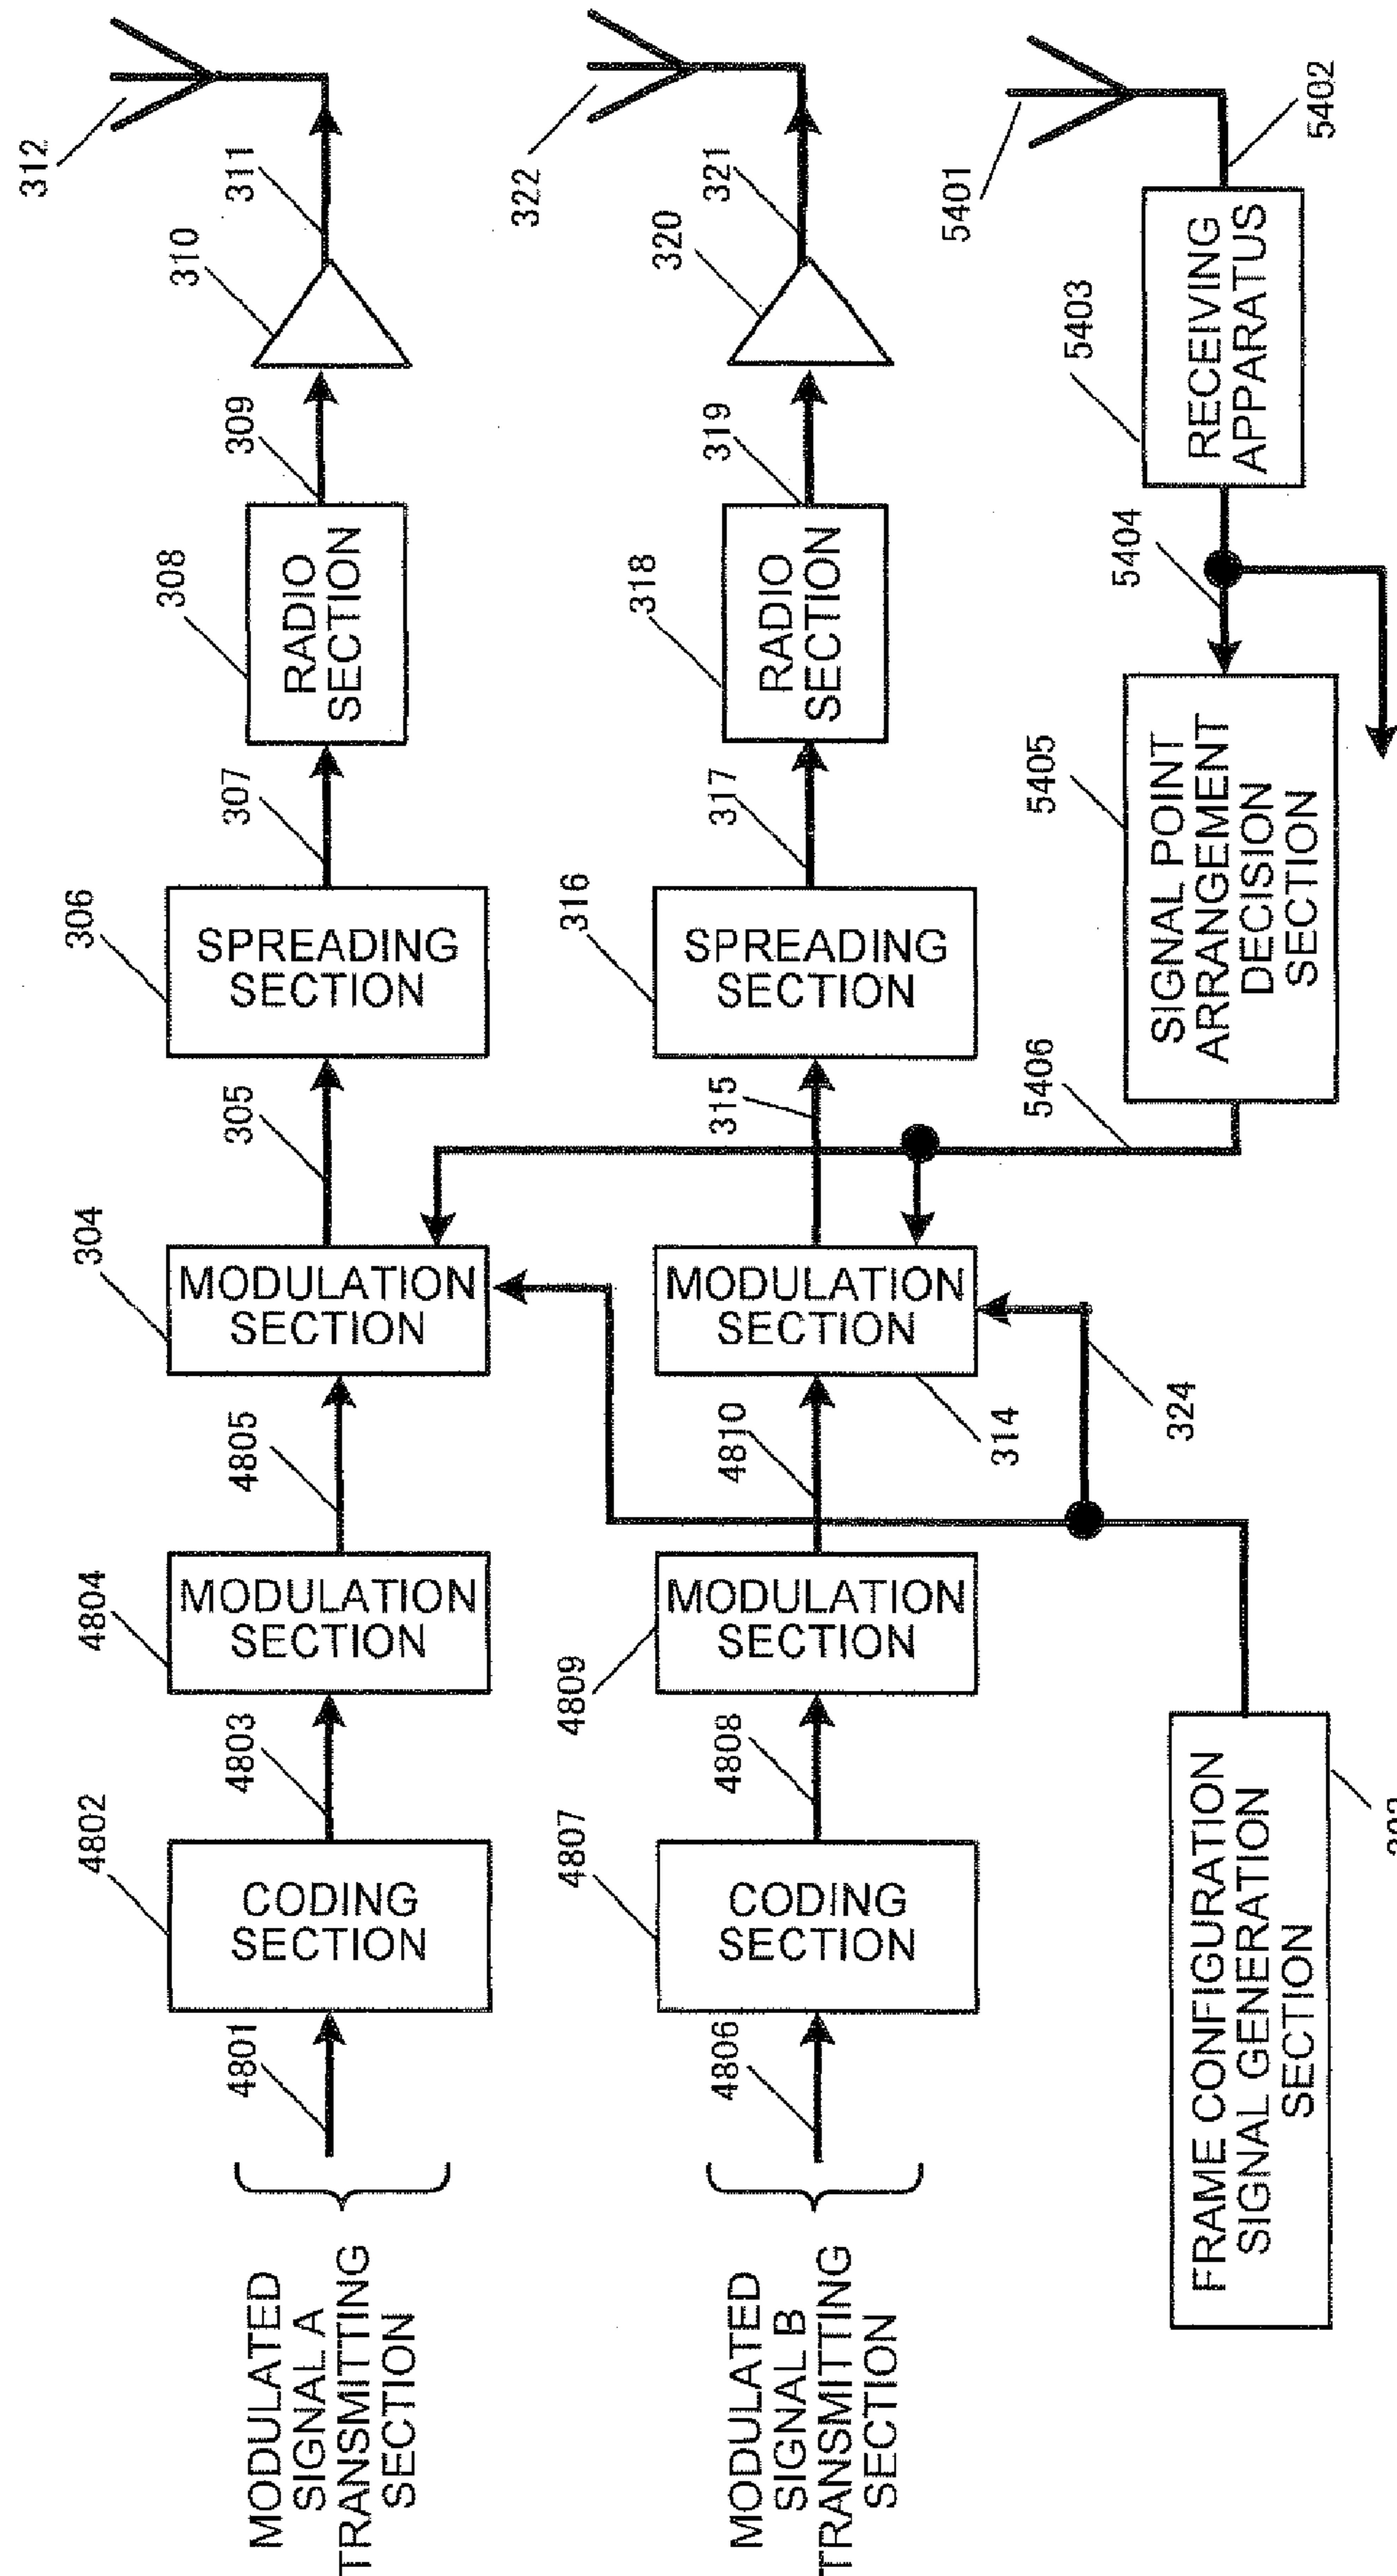 MODULATED
SIGNAL A
TRANSMITTING
SECTION
4801
4802
CODING
SECTION
4803
4804
MODULATION
SECTION
4805
304
MODULATION
SECTION
305
306
SPREADING
SECTION
307
308
RADIO
SECTION
309
310
311
312
MODULATED
SIGNAL B
TRANSMITTING
SECTION
4806
4807
CODING
SECTION
4808
4809
MODULATION
SECTION
4810
314
MODULATION
SECTION
315
316
SPREADING
SECTION
317
318
RADIO
SECTION
319
320
321
322
FRAME CONFIGURATION
SIGNAL GENERATION
SECTION
324
5406
SIGNAL POINT
ARRANGEMENT
DECISION
SECTION
5405
5404
RECEIVING
APPARATUS
5403
5402
5401